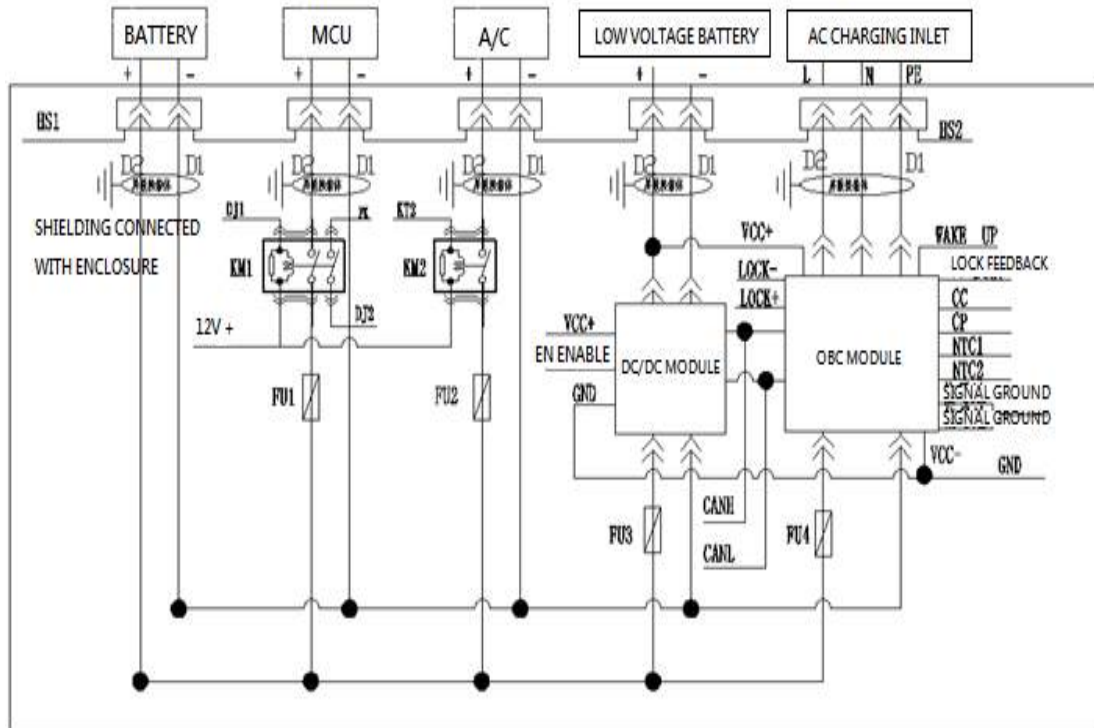 BATTERY
MCU
A/C
LOW VOLTAGE BATTERY
AC CHARGING INLET
+ -
+ -
+ -
+ -
L N PE
HS1
HS2
D2 D1
D2 D1
D2 D1
D2 D1
D2 D1
SHIELDING CONNECTED
WITH ENCLOSURE
DJ1
KT2
KM1
KM2
DJ2
12V +
FU1
FU2
VCC+
LOCK-
LOCK+
WAKE UP
LOCK FEEDBACK
CC
CP
NTC1
NTC2
SIGNAL GROUND
SIGNAL GROUND
VCC+
EN ENABLE
GND
DC/DC MODULE
OBC MODULE
VCC-
GND
CANH
CANL
FU3
FU4